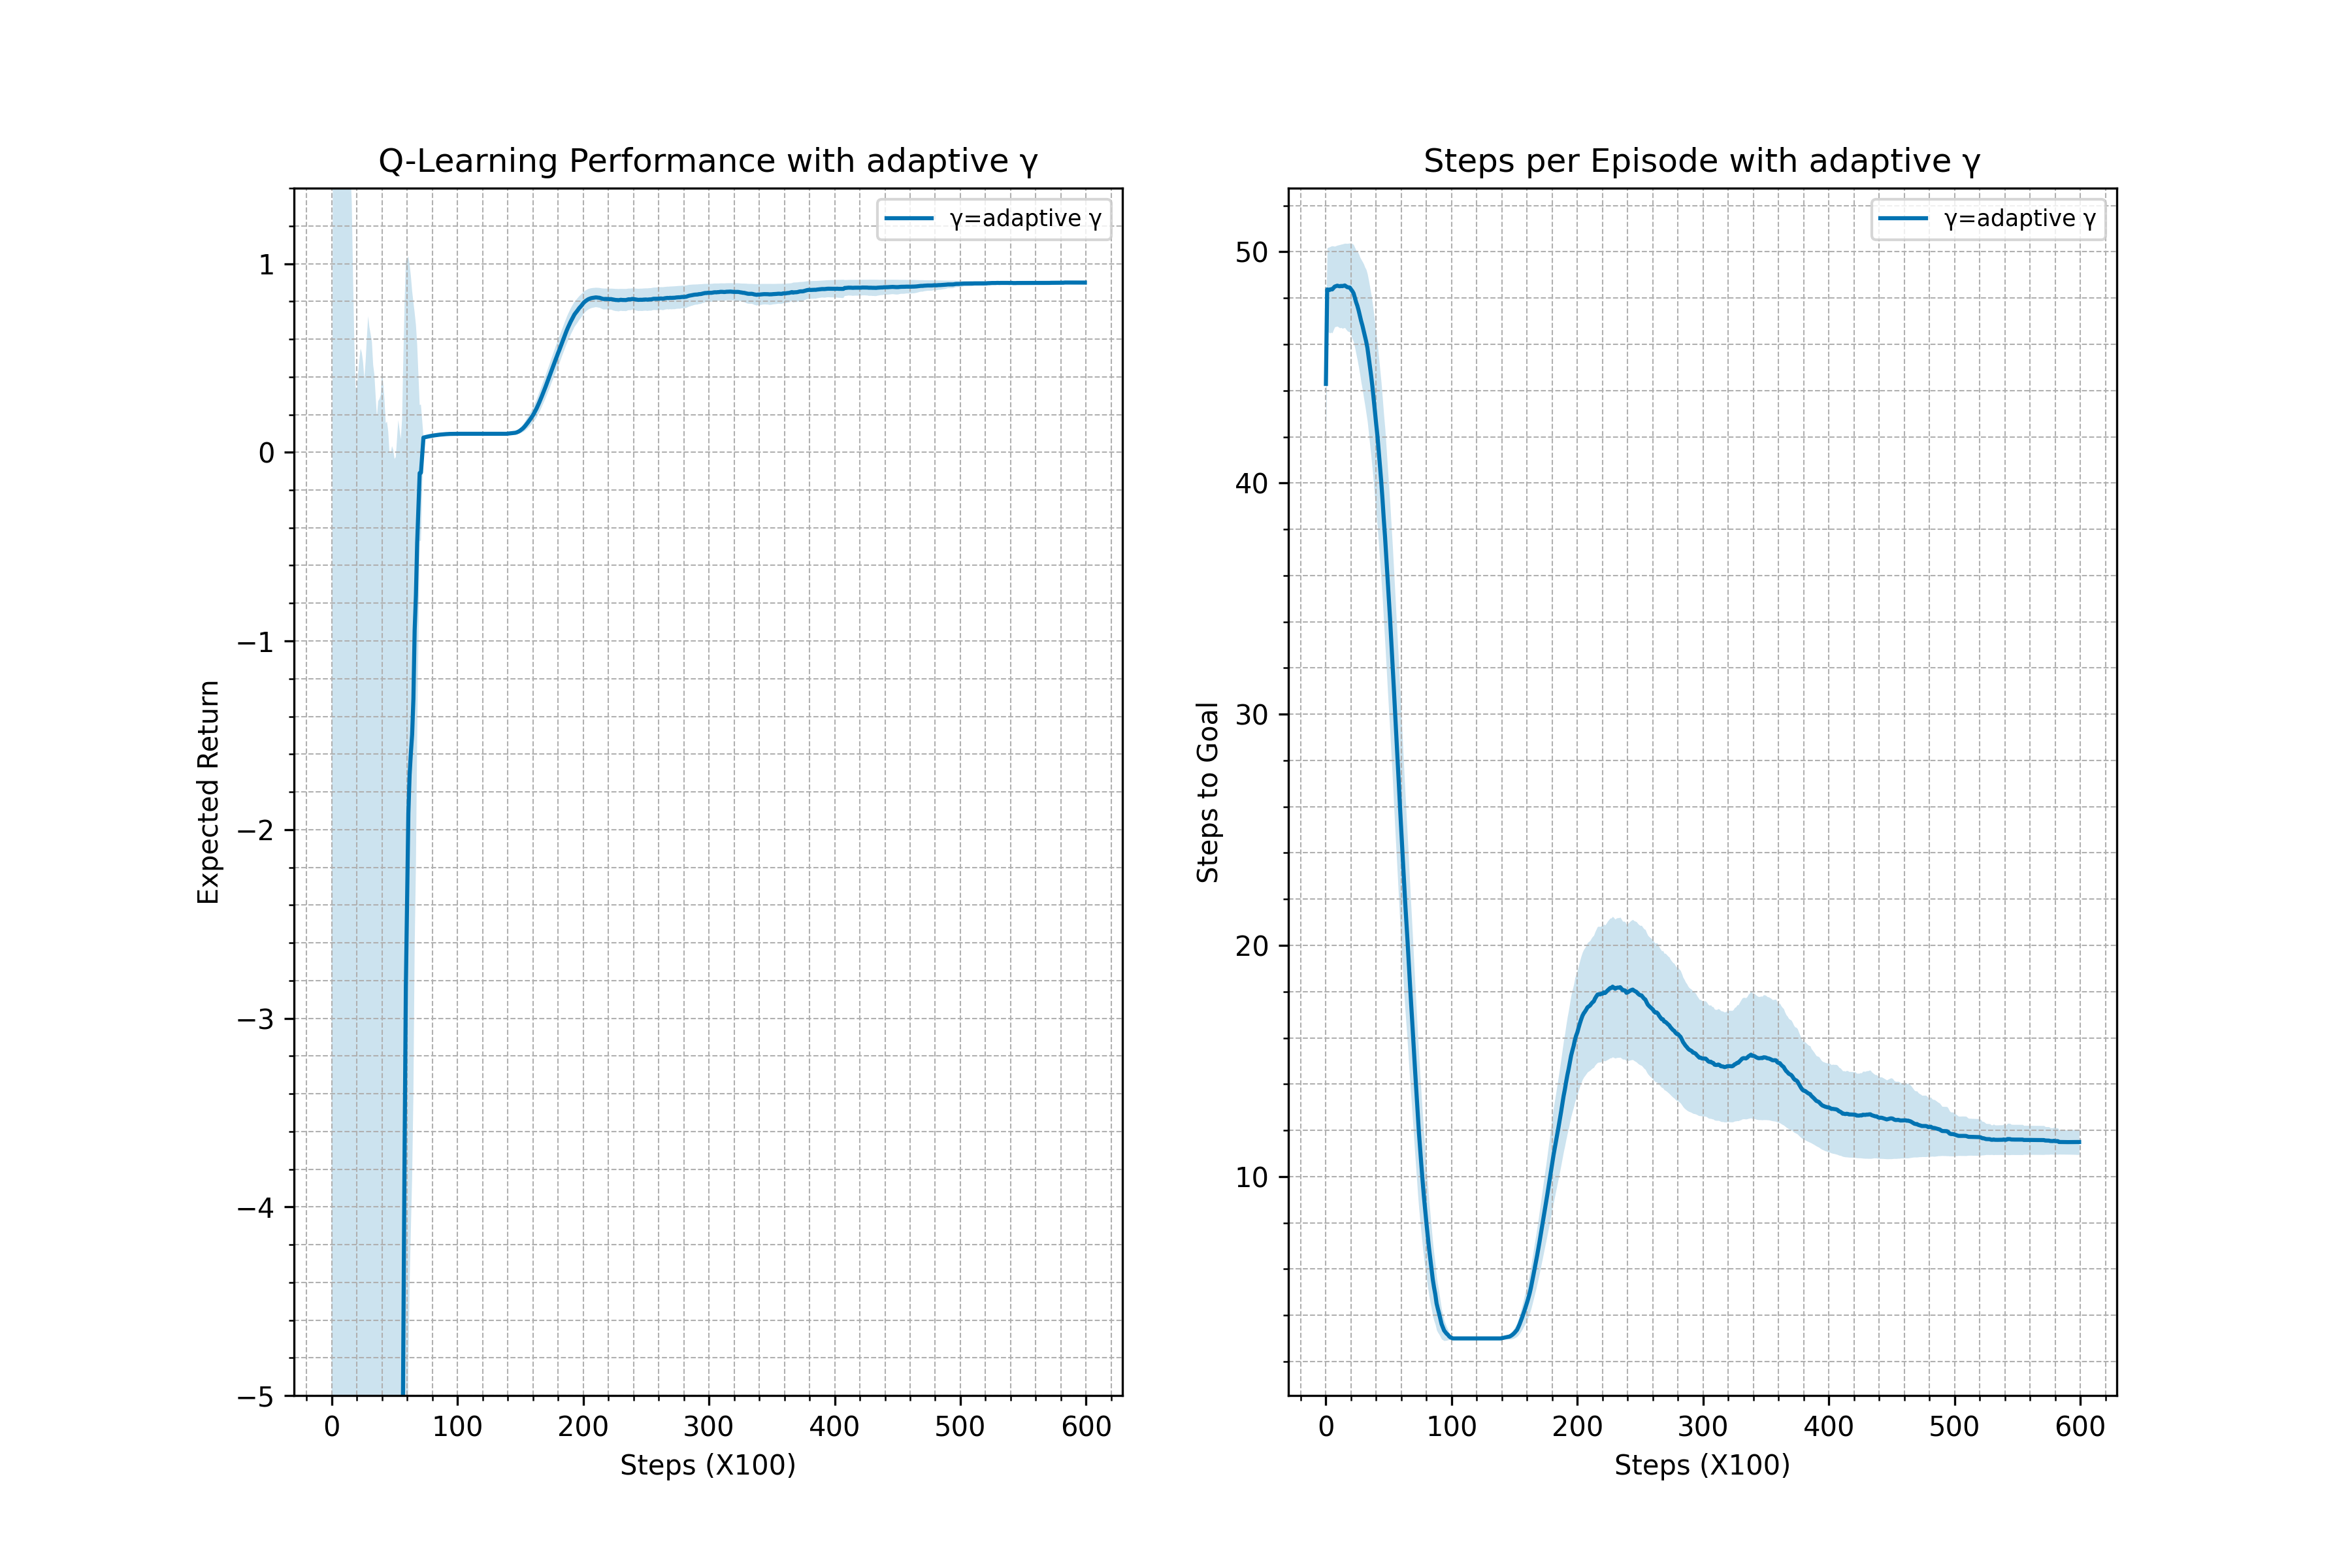 Q-Learning Performance with adaptive γ
γ=adaptive γ
1
0
−1
−2
−3
−4
−5
Expected Return
0 100 200 300 400 500 600
Steps (X100)
Steps per Episode with adaptive γ
γ=adaptive γ
50
40
30
20
10
Steps to Goal
0 100 200 300 400 500 600
Steps (X100)